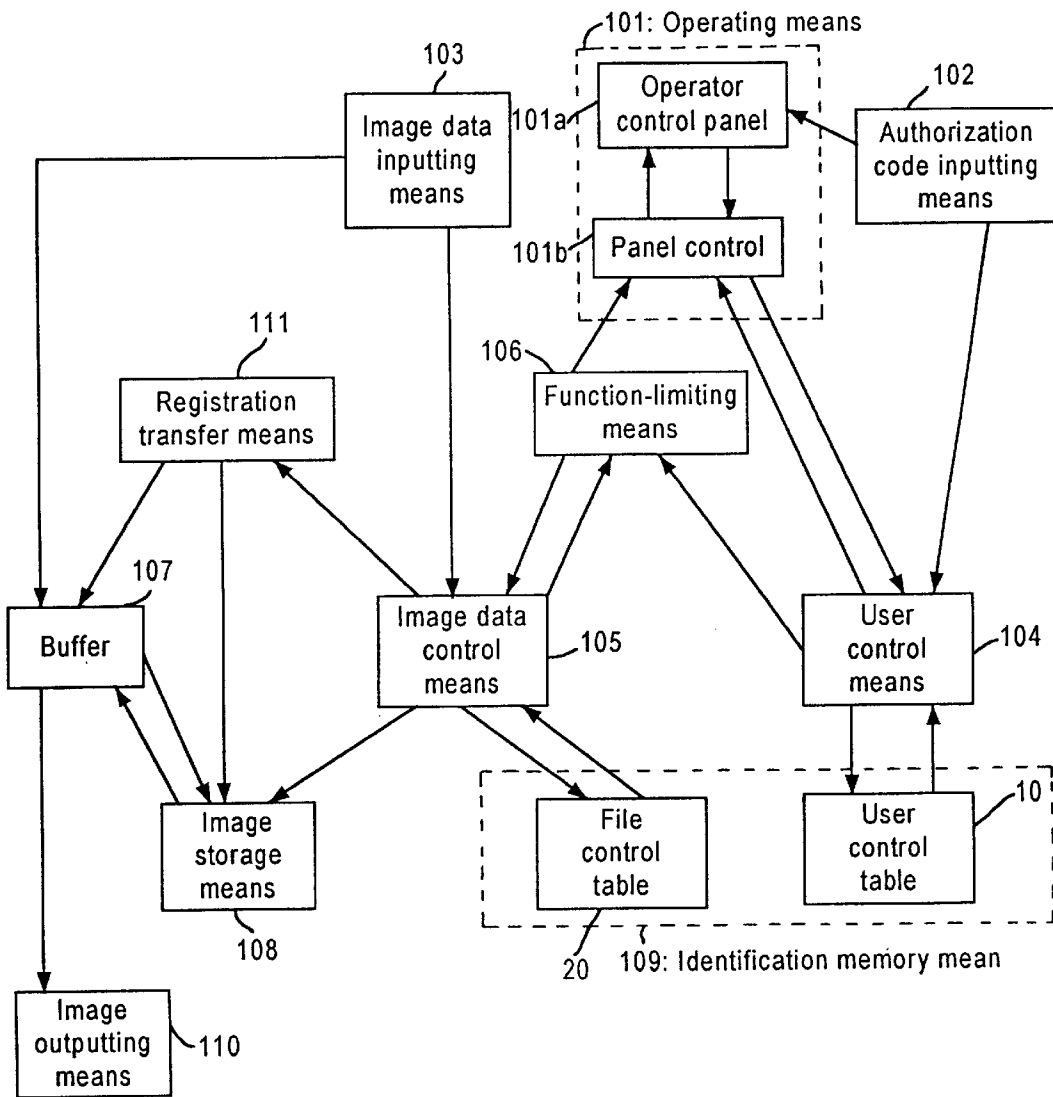 101: Operating means
103
102
101a
Operator
control panel
Image data
inputting
means
Authorization
code inputting
means
101b
Panel control
111
106
Registration
transfer means
Function-limiting
means
107
Buffer
Image data
control
means
105
User
control
means
104
Image
storage
means
108
File
control
table
20
User
control
table
10
109: Identification memory mean
Image
outputting
means
110